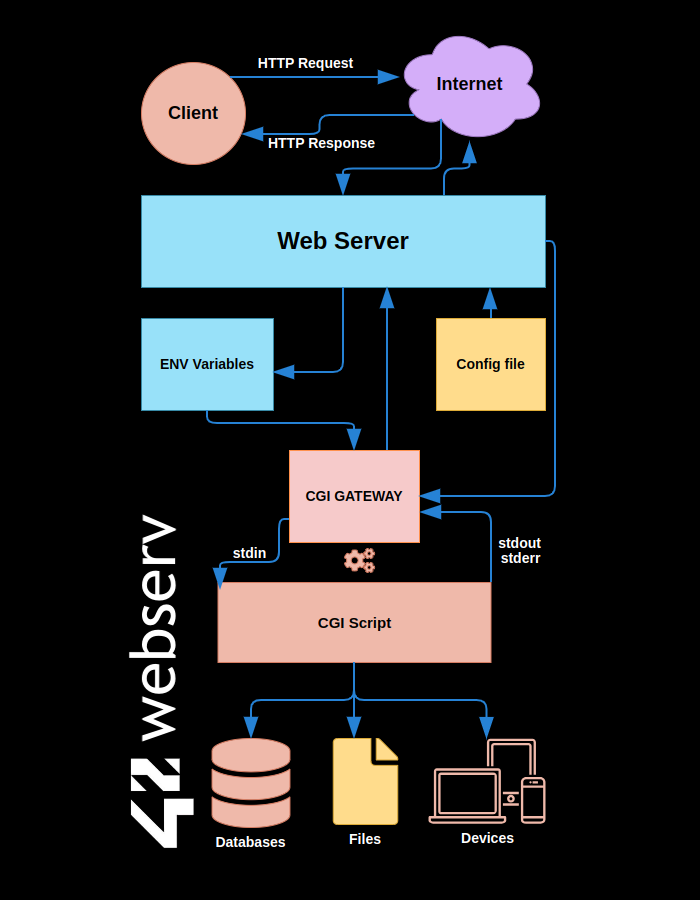 HTTP Request
Internet
Client
HTTP Response
Web Server
ENV Variables
Config file
CGI GATEWAY
stdin
stdout
stderr
CGI Script
42 webserv
Databases
Files
Devices